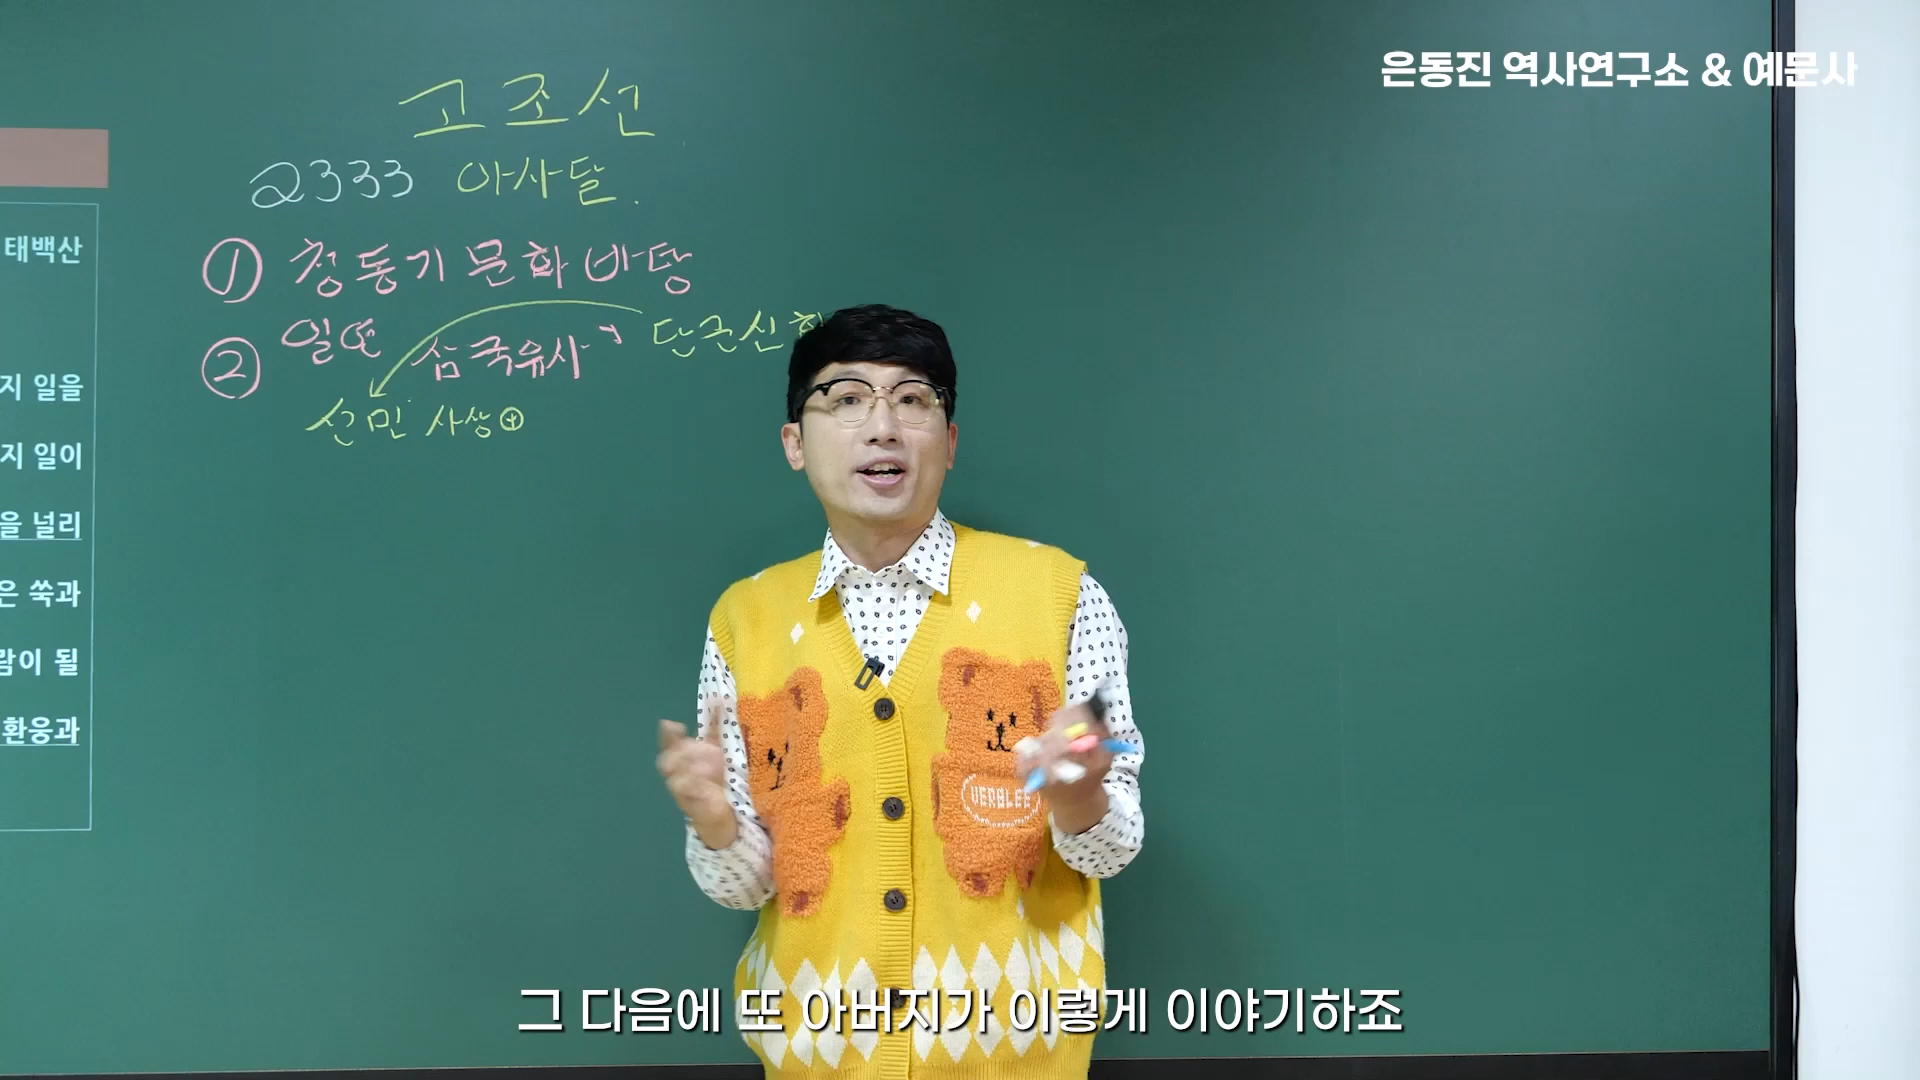 은동진 역사연구소 & 예문사
고조선
2333 아사달.
① 청동기 문화 바탕
② 일연 삼국유사 단군신화
선민 사상 ⊕
태백산
지 일을
지 일이
을 널리
은 쑥과
람이 될
환웅과
VERBLEE
그 다음에 또 아버지가 이렇게 이야기하죠